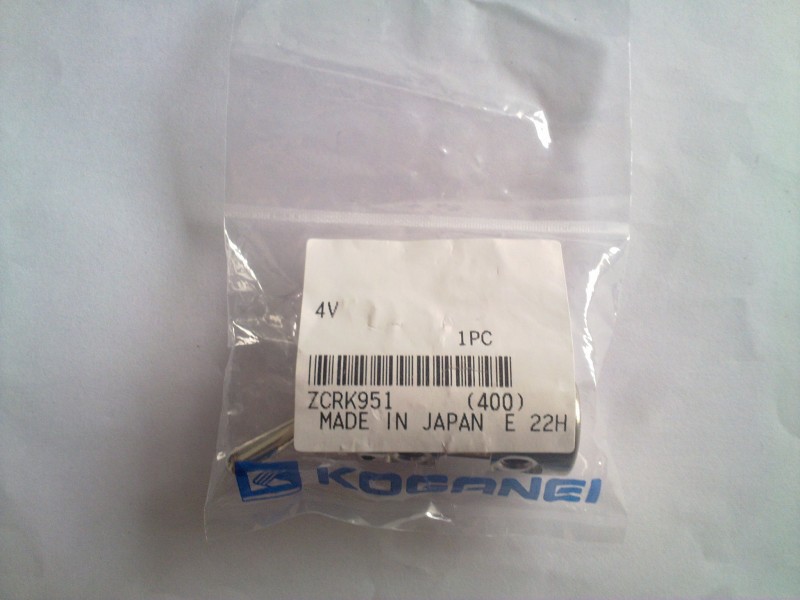 4V
1PC
ZCRK951 (400)
MADE IN JAPAN E 22H
KOGANEI